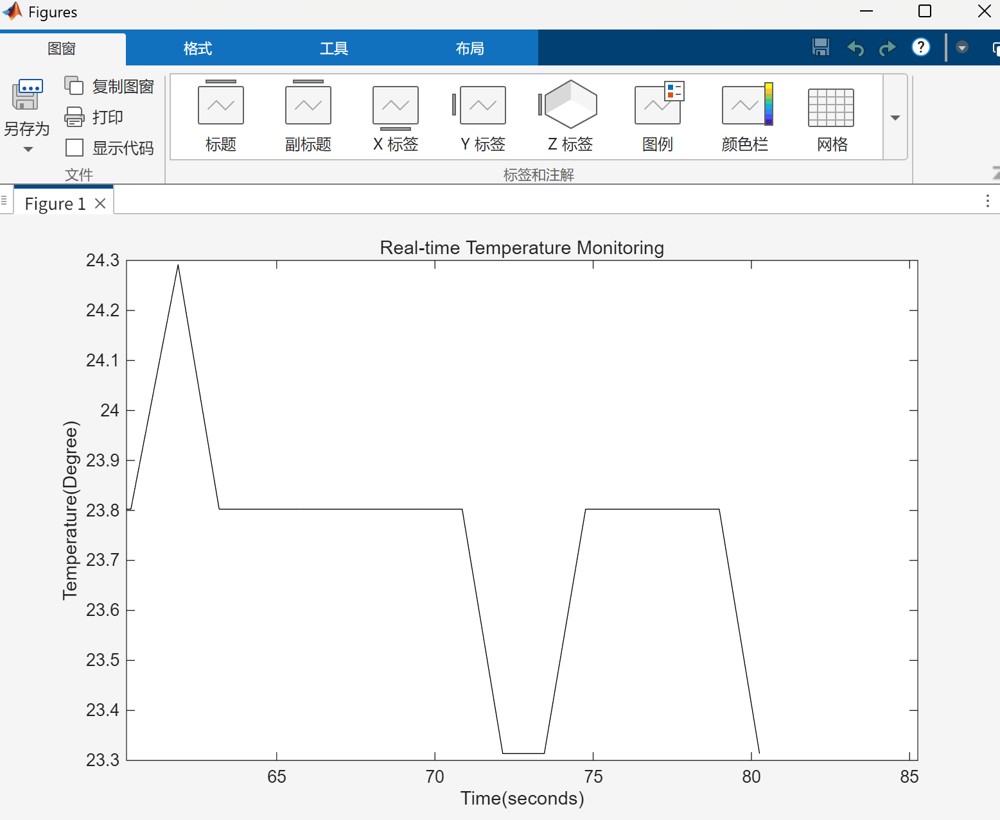 Figures
图窗
格式
工具
布局
另存为
复制图窗
打印
显示代码
文件
标题
副标题
X 标签
Y 标签
Z 标签
图例
颜色栏
网格
标签和注解
Figure 1
Real-time Temperature Monitoring
24.3
24.2
24.1
24
23.9
23.8
23.7
23.6
23.5
23.4
23.3
Temperature(Degree)
65
70
75
80
85
Time(seconds)